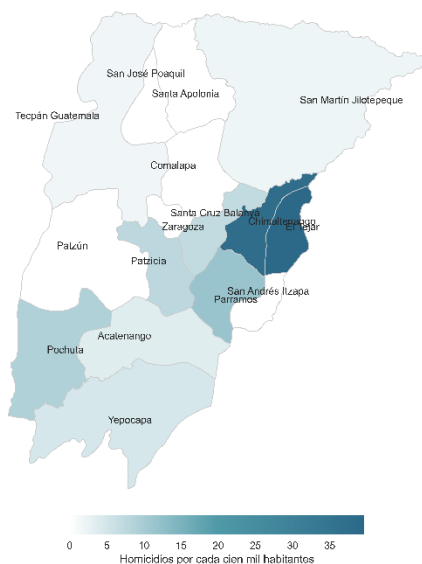 San José Poaquil
Santa Apolonia
San Martín Jilotepeque
Tecpán Guatemala
Comalapa
Santa Cruz Balanyá
Chimaltenango
Zaragoza
El Tejar
Patzún
Patzicia
San Andrés Itzapa
Parramos
Acatenango
Pochuta
Yepocapa
0 5 10 15 20 25 30 35
Homicidios por cada cien mil habitantes